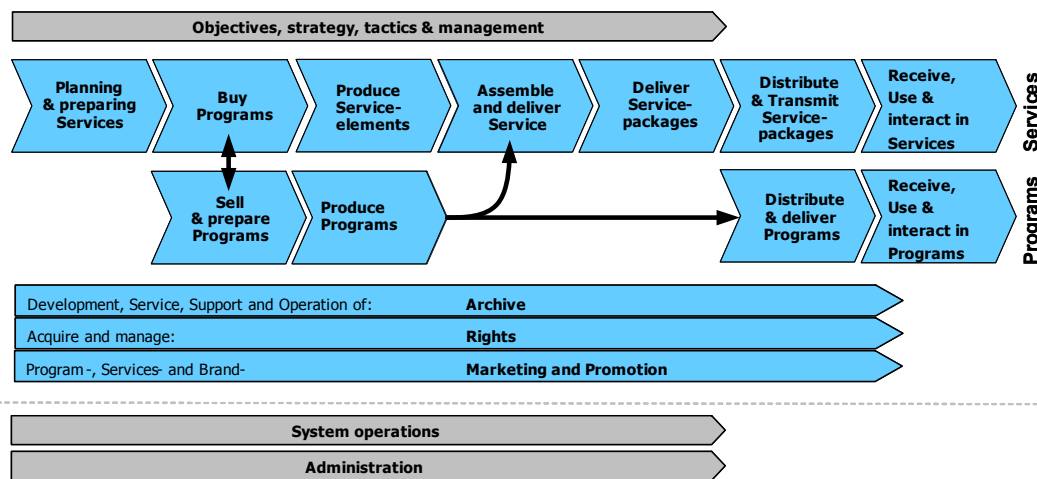 Objectives, strategy, tactics & management
Planning
& preparing
Services
Buy
Programs
Produce
Service-
elements
Assemble
and deliver
Service
Deliver
Service-
packages
Distribute
& Transmit
Service-
packages
Receive,
Use &
interact in
Services
Services
Sell
& prepare
Programs
Produce
Programs
Distribute
& deliver
Programs
Receive,
Use &
interact in
Programs
Programs
Development, Service, Support and Operation of: Archive
Acquire and manage: Rights
Program-, Services- and Brand- Marketing and Promotion
System operations
Administration